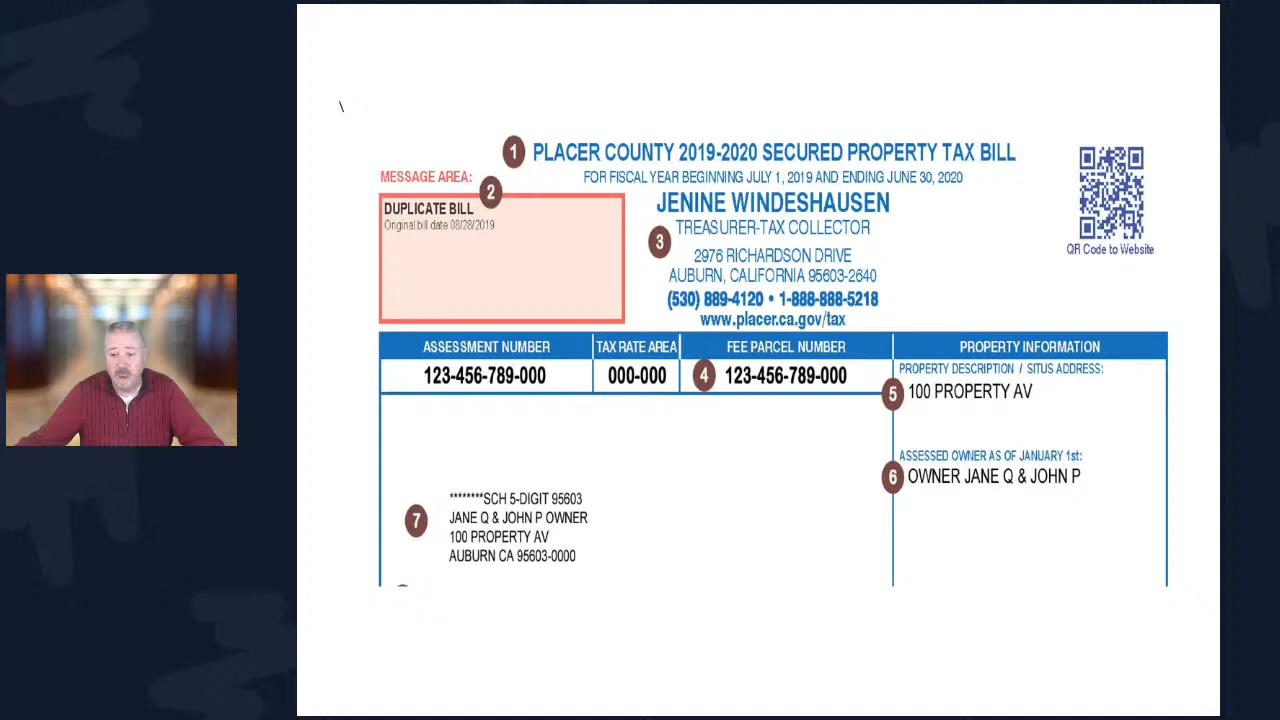 \
1 PLACER COUNTY 2019-2020 SECURED PROPERTY TAX BILL
FOR FISCAL YEAR BEGINNING JULY 1, 2019 AND ENDING JUNE 30, 2020
MESSAGE AREA: 2
DUPLICATE BILL
Original bill date 08/28/2019
JENINE WINDESHAUSEN
3 TREASURER-TAX COLLECTOR
2976 RICHARDSON DRIVE
AUBURN, CALIFORNIA 95603-2640
(530) 889-4120 • 1-888-888-5218
www.placer.ca.gov/tax
QR Code to Website
ASSESSMENT NUMBER TAX RATE AREA FEE PARCEL NUMBER PROPERTY INFORMATION
123-456-789-000 000-000 4 123-456-789-000
PROPERTY DESCRIPTION / SITUS ADDRESS:
5 100 PROPERTY AV
ASSESSED OWNER AS OF JANUARY 1st:
6 OWNER JANE Q & JOHN P
7
********SCH 5-DIGIT 95603
JANE Q & JOHN P OWNER
100 PROPERTY AV
AUBURN CA 95603-0000